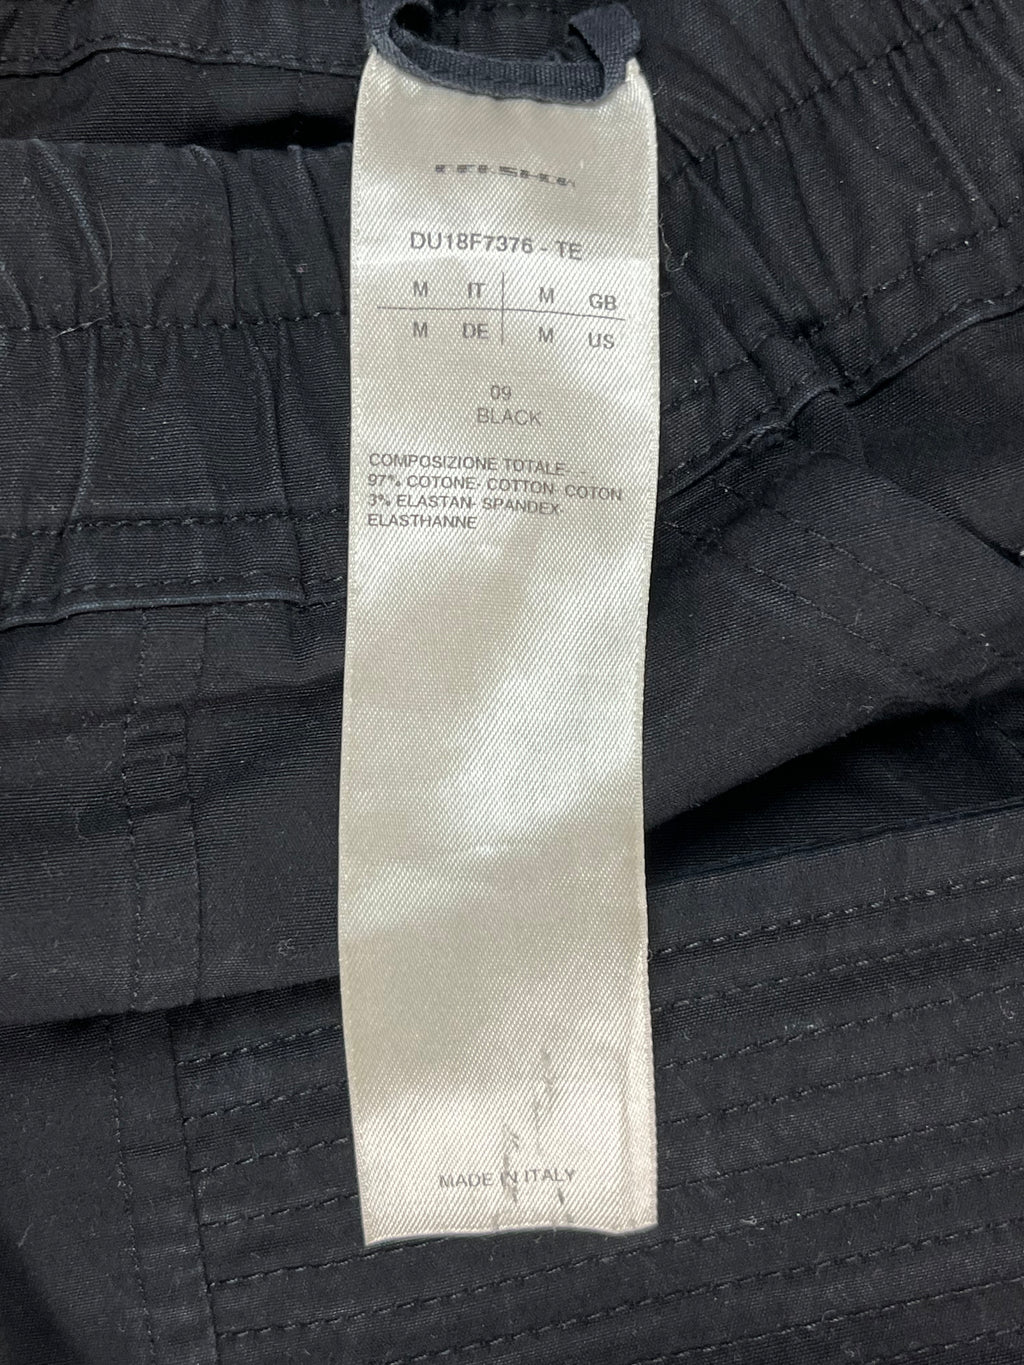 DU18F7376 - TE
M IT M GB
M DE M US
09
BLACK
COMPOSIZIONE TOTALE- -
97% COTONE- COTTON COTON
3% ELASTAN- SPANDEX
ELASTHANNE
MADE IN ITALY